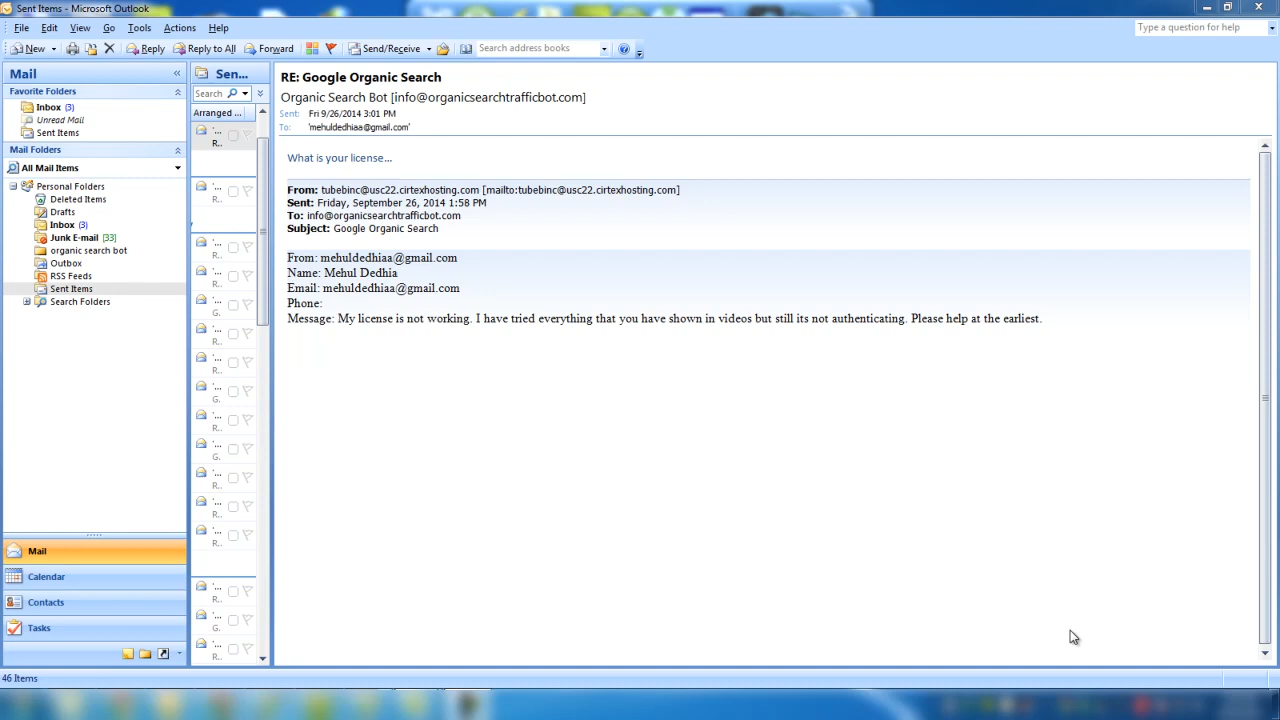 Sent Items - Microsoft Outlook
File Edit View Go Tools Actions Help
Type a question for help
New Reply Reply to All Forward Send/Receive Search address books
Mail
Favorite Folders
Inbox (3)
Unread Mail
Sent Items
Mail Folders
All Mail Items
Personal Folders
Deleted Items
Drafts
Inbox (3)
Junk E-mail [33]
organic search bot
Outbox
RSS Feeds
Sent Items
Search Folders
Mail
Calendar
Contacts
Tasks
46 Items
Sen...
Search
Arranged ...
'...
R..
'...
R..
'...
R..
'...
R..
'...
G.
'...
R..
'...
R..
'...
G.
'...
R..
'...
G.
'...
R..
'...
R..
'...
R..
'...
R..
'...
G.
'...
R..
RE: Google Organic Search
Organic Search Bot [info@organicsearchtrafficbot.com]
Sent: Fri 9/26/2014 3:01 PM
To: 'mehuldedhiaa@gmail.com'
What is your license...
From: tubebinc@usc22.cirtexhosting.com [mailto:tubebinc@usc22.cirtexhosting.com]
Sent: Friday, September 26, 2014 1:58 PM
To: info@organicsearchtrafficbot.com
Subject: Google Organic Search
From: mehuldedhiaa@gmail.com
Name: Mehul Dedhia
Email: mehuldedhiaa@gmail.com
Phone:
Message: My license is not working. I have tried everything that you have shown in videos but still its not authenticating. Please help at the earliest.